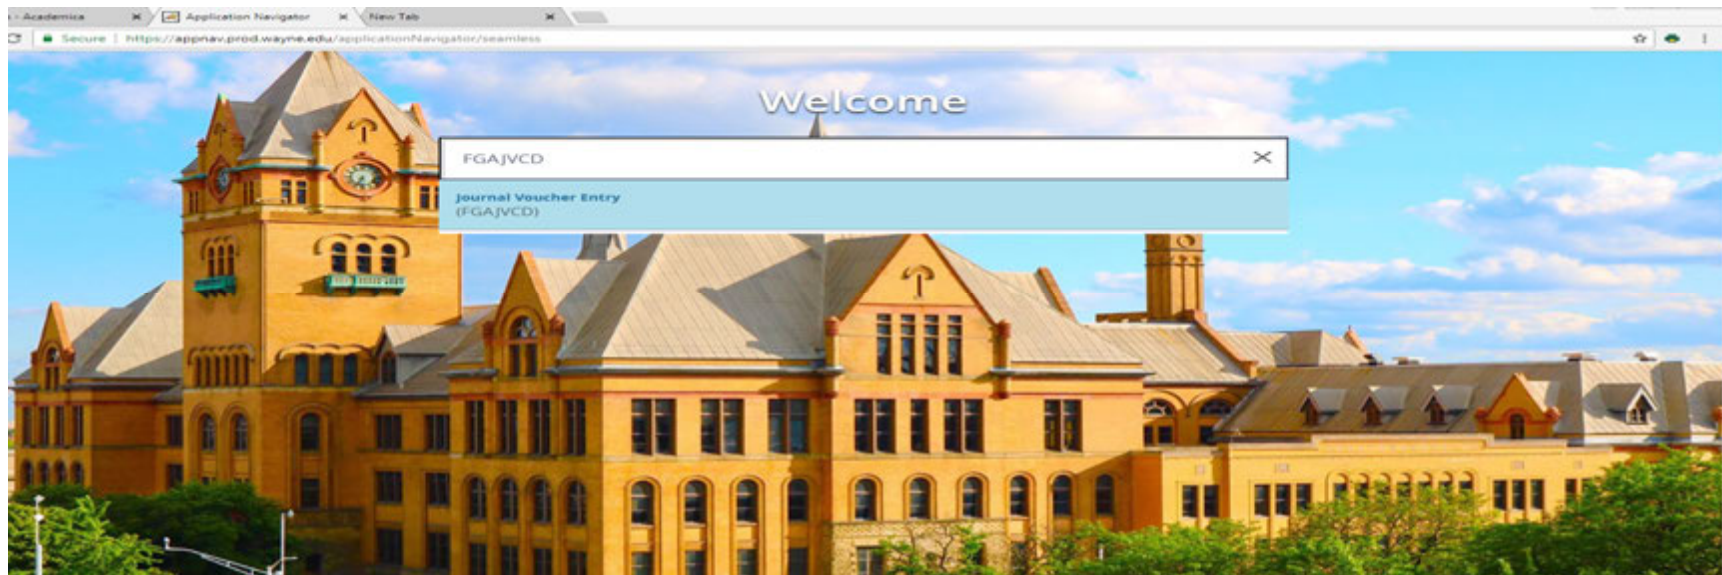 - Academica
Application Navigator
New Tab
Secure | https://appnav.prod.wayne.edu/applicationNavigator/seamless
Welcome
FGAJVCD
Journal Voucher Entry
(FGAJVCD)